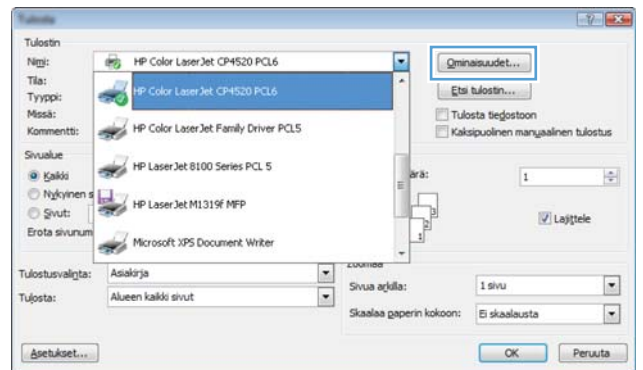 Tulosta
Tulostin
Nimi: HP Color LaserJet CP4520 PCL6 Ominaisuudet...
Tila:
HP Color LaserJet CP4520 PCL6 Etsi tulostin...
Tyyppi:
Missä: Tulosta tiedostoon
Kommentti: HP Color LaserJet Family Driver PCL5 Kaksipuolinen manuaalinen tulostus
Sivualue
HP LaserJet 8100 Series PCL 5
Kaikki 1
Nykyinen s
HP LaserJet M1319f MFP
Sivut: Lajittele
Erota sivunum
Microsoft XPS Document Writer
Tulostusvalinta: Asiakirja
Sivua arkilla: 1 sivu
Tulosta: Alueen kaikki sivut
Skaalaa paperin kokoon: Ei skaalausta
Asetukset... OK Peruuta